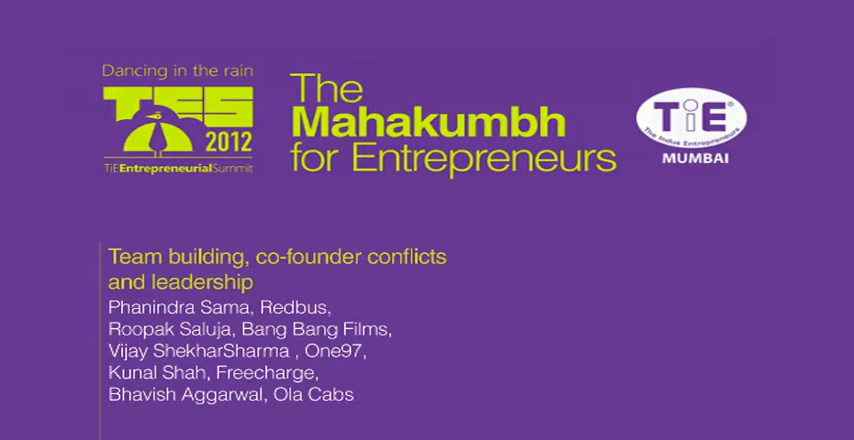 Dancing in the rain
TES
2012
TiEEntrepreneurialSummit
The
Mahakumbh
for Entrepreneurs
TiE®
The Indus Entrepreneurs
MUMBAI
Team building, co-founder conflicts
and leadership
Phanindra Sama, Redbus,
Roopak Saluja, Bang Bang Films,
Vijay ShekharSharma , One97,
Kunal Shah, Freecharge,
Bhavish Aggarwal, Ola Cabs